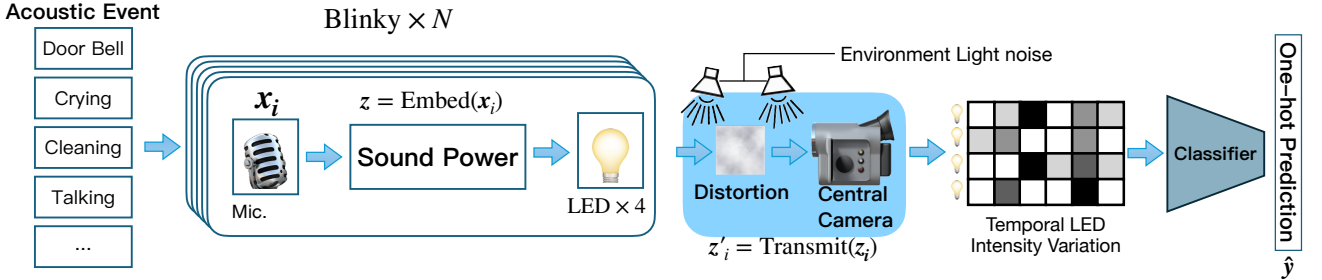 Acoustic Event
Door Bell
Crying
Cleaning
Talking
...
Blinky × N
x_i
z = Embed(x_i)
Sound Power
Mic.
LED × 4
Environment Light noise
Distortion
Central
Camera
z'_i = Transmit(z_i)
Temporal LED
Intensity Variation
Classifier
One-hot Prediction
ŷ